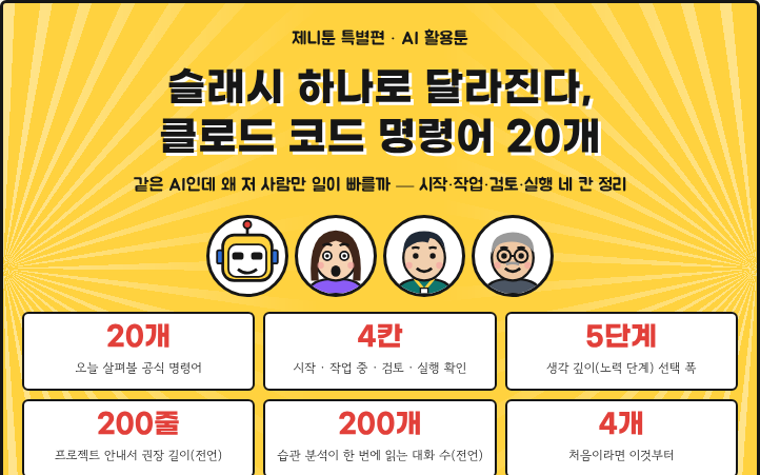 제니툰 특별편 · AI 활용툰
슬래시 하나로 달라진다,
클로드 코드 명령어 20개
같은 AI인데 왜 저 사람만 일이 빠를까 — 시작·작업·검토·실행 네 칸 정리
20개
오늘 살펴볼 공식 명령어
4칸
시작 · 작업 중 · 검토 · 실행 확인
5단계
생각 깊이(노력 단계) 선택 폭
200줄
프로젝트 안내서 권장 길이(전언)
200개
습관 분석이 한 번에 읽는 대화 수(전언)
4개
처음이라면 이것부터